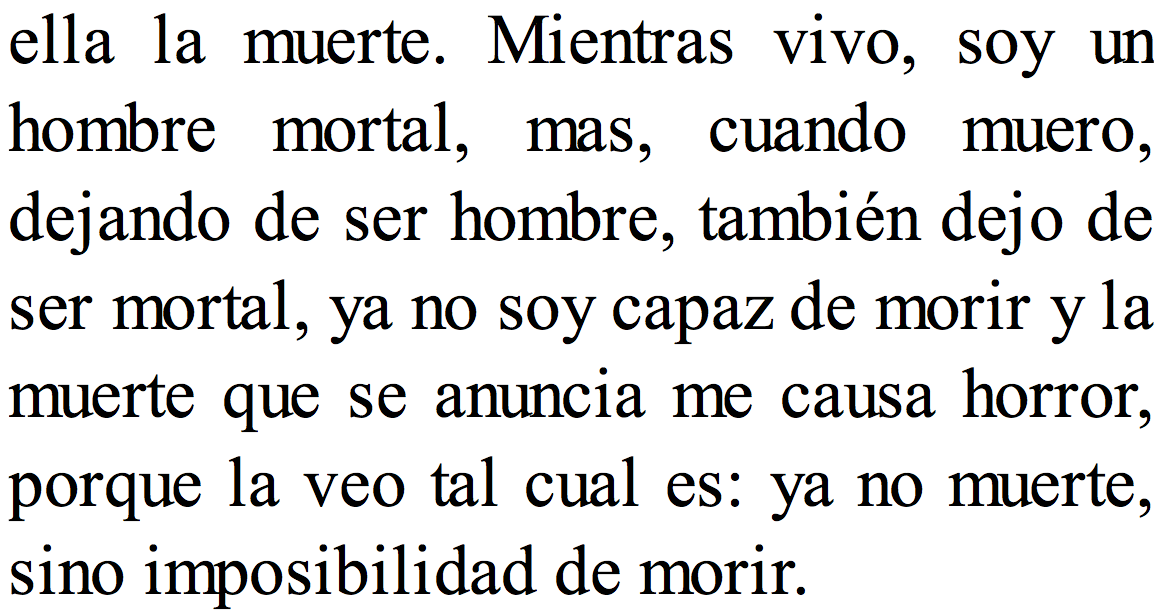 ella la muerte. Mientras vivo, soy un
hombre mortal, mas, cuando muero,
dejando de ser hombre, también dejo de
ser mortal, ya no soy capaz de morir y la
muerte que se anuncia me causa horror,
porque la veo tal cual es: ya no muerte,
sino imposibilidad de morir.